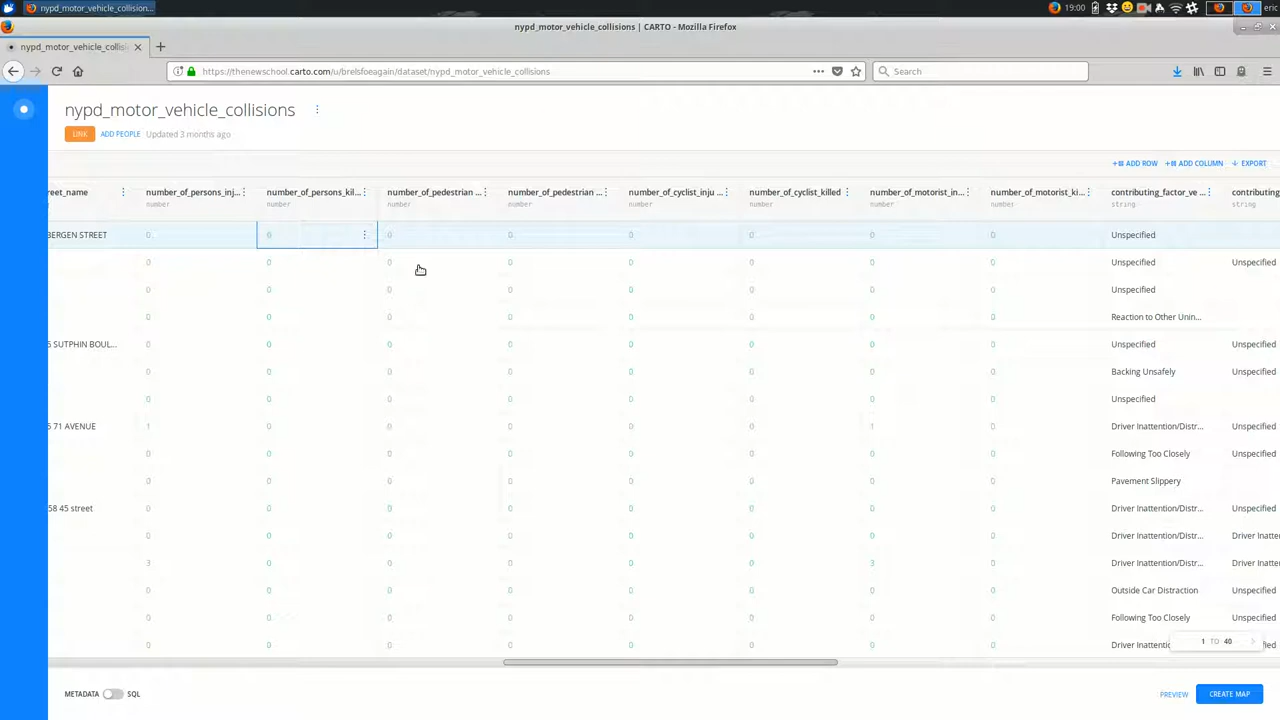 nypd_motor_vehicle_collision... 19:00 eric
nypd_motor_vehicle_collisions | CARTO - Mozilla Firefox
nypd_motor_vehicle_collis
https://thenewschool.carto.com/u/brelsfoeagain/dataset/nypd_motor_vehicle_collisions Search
nypd_motor_vehicle_collisions
LINK ADD PEOPLE Updated 3 months ago
ADD ROW ADD COLUMN EXPORT
reet_name number_of_persons_inj... number_of_persons_kil... number_of_pedestrian ... number_of_pedestrian ... number_of_cyclist_inju ... number_of_cyclist_killed number_of_motorist_in... number_of_motorist_ki... contributing_factor_ve ... contributing
number number number number number number number number string string
BERGEN STREET 0 0 0 0 0 0 0 0 Unspecified
0 0 0 0 0 0 0 0 Unspecified Unspecified
0 0 0 0 0 0 0 0 Unspecified
0 0 0 0 0 0 0 0 Reaction to Other Unin...
6 SUTPHIN BOUL... 0 0 0 0 0 0 0 0 Unspecified Unspecified
0 0 0 0 0 0 0 0 Backing Unsafely Unspecified
0 0 0 0 0 0 0 0 Unspecified
6 71 AVENUE 1 0 0 0 0 0 1 0 Driver Inattention/Distr... Unspecified
0 0 0 0 0 0 0 0 Following Too Closely Unspecified
0 0 0 0 0 0 0 0 Pavement Slippery
58 45 street 0 0 0 0 0 0 0 0 Driver Inattention/Distr... Unspecified
0 0 0 0 0 0 0 0 Driver Inattention/Distr... Driver Inatten
3 0 0 0 0 0 3 0 Driver Inattention/Distr... Driver Inatte
0 0 0 0 0 0 0 0 Outside Car Distraction Unspecified
0 0 0 0 0 0 0 0 Following Too Closely Unspecified
0 0 0 0 0 0 0 0 Driver Inattentic
1 TO 40
METADATA SQL PREVIEW CREATE MAP